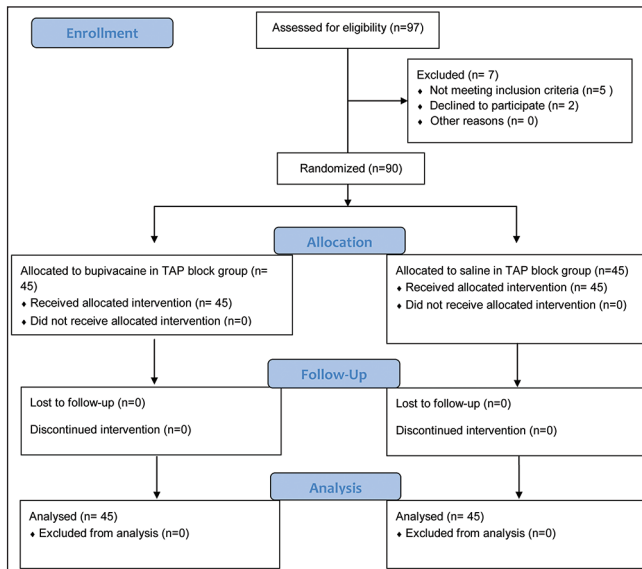 Enrollment
Assessed for eligibility (n=97)
Excluded (n= 7)
♦ Not meeting inclusion criteria (n=5 )
♦ Declined to participate (n= 2)
♦ Other reasons (n= 0)
Randomized (n=90)
Allocation
Allocated to bupivacaine in TAP block group (n=
45)
♦ Received allocated intervention (n= 45)
♦ Did not receive allocated intervention (n=0)
Allocated to saline in TAP block group (n=45)
♦ Received allocated intervention (n= 45)
♦ Did not receive allocated intervention (n=0)
Follow-Up
Lost to follow-up (n=0)
Discontinued intervention (n=0)
Lost to follow-up (n=0)
Discontinued intervention (n=0)
Analysis
Analysed (n= 45)
♦ Excluded from analysis (n=0)
Analysed (n= 45)
♦ Excluded from analysis (n=0)